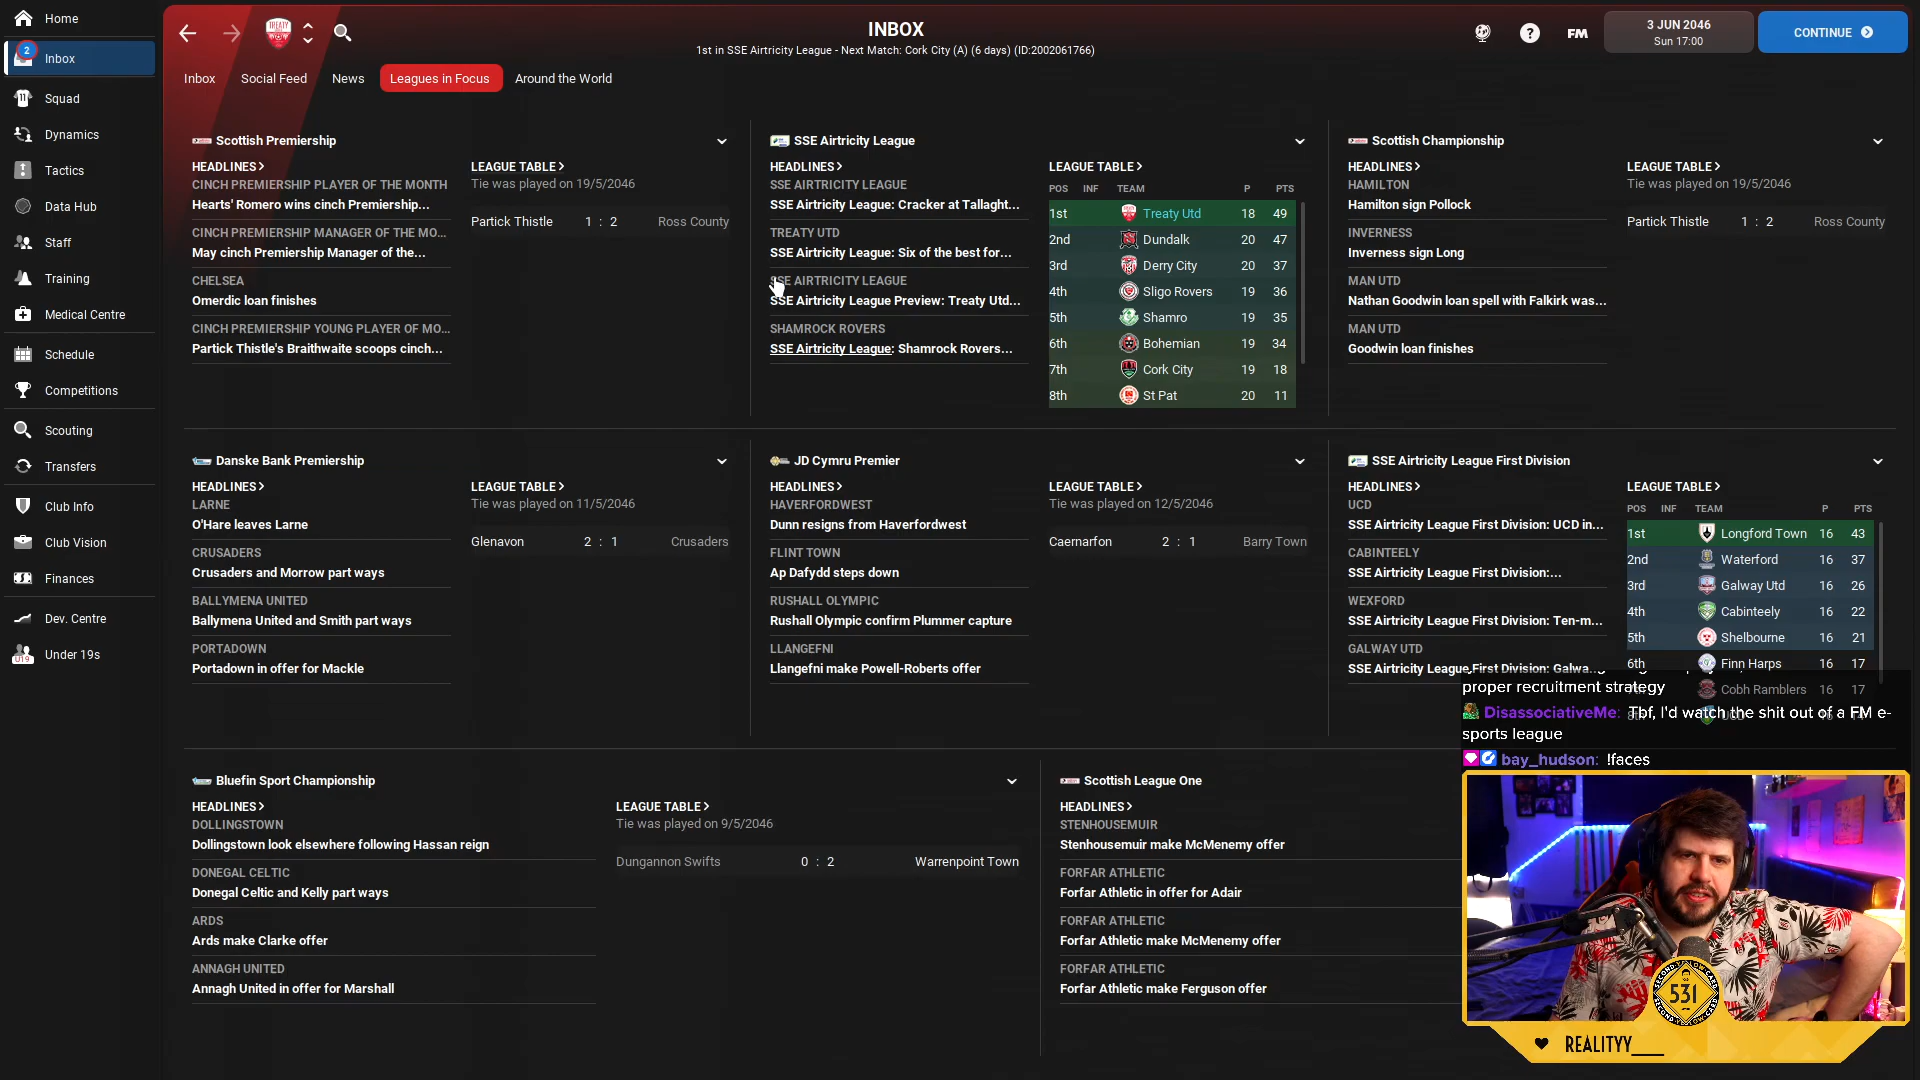 Home
2
Inbox
Squad
Dynamics
Tactics
Data Hub
Staff
Training
Medical Centre
Schedule
Competitions
Scouting
Transfers
Club Info
Club Vision
Finances
Dev. Centre
U19
Under 19s
TREATY
INBOX
1st in SSE Airtricity League - Next Match: Cork City (A) (6 days) (ID:2002061766)
?
FM
3 JUN 2046
Sun 17:00
CONTINUE
Inbox
Social Feed
News
Leagues in Focus
Around the World
Scottish Premiership
HEADLINES
CINCH PREMIERSHIP PLAYER OF THE MONTH
Hearts' Romero wins cinch Premiership...
CINCH PREMIERSHIP MANAGER OF THE MO...
May cinch Premiership Manager of the...
CHELSEA
Omerdic loan finishes
CINCH PREMIERSHIP YOUNG PLAYER OF MO...
Partick Thistle's Braithwaite scoops cinch...
LEAGUE TABLE
Tie was played on 19/5/2046
Partick Thistle 1 : 2 Ross County
SSE Airtricity League
HEADLINES
SSE AIRTRICITY LEAGUE
SSE Airtricity League: Cracker at Tallaght...
TREATY UTD
SSE Airtricity League: Six of the best for...
SSE AIRTRICITY LEAGUE
SSE Airtricity League Preview: Treaty Utd...
SHAMROCK ROVERS
SSE Airtricity League: Shamrock Rovers...
LEAGUE TABLE
POS INF TEAM P PTS
1st Treaty Utd 18 49
2nd Dundalk 20 47
3rd Derry City 20 37
4th Sligo Rovers 19 36
5th Shamro 19 35
6th Bohemian 19 34
7th Cork City 19 18
8th St Pat 20 11
Scottish Championship
HEADLINES
HAMILTON
Hamilton sign Pollock
INVERNESS
Inverness sign Long
MAN UTD
Nathan Goodwin loan spell with Falkirk was...
MAN UTD
Goodwin loan finishes
LEAGUE TABLE
Tie was played on 19/5/2046
Partick Thistle 1 : 2 Ross County
Danske Bank Premiership
HEADLINES
LARNE
O'Hare leaves Larne
CRUSADERS
Crusaders and Morrow part ways
BALLYMENA UNITED
Ballymena United and Smith part ways
PORTADOWN
Portadown in offer for Mackle
LEAGUE TABLE
Tie was played on 11/5/2046
Glenavon 2 : 1 Crusaders
JD Cymru Premier
HEADLINES
HAVERFORDWEST
Dunn resigns from Haverfordwest
FLINT TOWN
Ap Dafydd steps down
RUSHALL OLYMPIC
Rushall Olympic confirm Plummer capture
LLANGEFNI
Llangefni make Powell-Roberts offer
LEAGUE TABLE
Tie was played on 12/5/2046
Caernarfon 2 : 1 Barry Town
SSE Airtricity League First Division
HEADLINES
UCD
SSE Airtricity League First Division: UCD in...
CABINTEELY
SSE Airtricity League First Division:...
WEXFORD
SSE Airtricity League First Division: Ten-m...
GALWAY UTD
SSE Airtricity League First Division: Galwa...
LEAGUE TABLE
POS INF TEAM P PTS
1st Longford Town 16 43
2nd Waterford 16 37
3rd Galway Utd 16 26
4th Cabinteely 16 22
5th Shelbourne 16 21
6th Finn Harps 16 17
Cobh Ramblers 16 17
proper recruitment strategy
DisassociativeMe: Tbf, I'd watch the shit out of a FM e-
sports league
bay_hudson: !faces
Bluefin Sport Championship
HEADLINES
DOLLINGSTOWN
Dollingstown look elsewhere following Hassan reign
DONEGAL CELTIC
Donegal Celtic and Kelly part ways
ARDS
Ards make Clarke offer
ANNAGH UNITED
Annagh United in offer for Marshall
LEAGUE TABLE
Tie was played on 9/5/2046
Dungannon Swifts 0 : 2 Warrenpoint Town
Scottish League One
HEADLINES
STENHOUSEMUIR
Stenhousemuir make McMenemy offer
FORFAR ATHLETIC
Forfar Athletic in offer for Adair
FORFAR ATHLETIC
Forfar Athletic make McMenemy offer
FORFAR ATHLETIC
Forfar Athletic make Ferguson offer
SECOND YELLOW CARD
531
REALITYY____